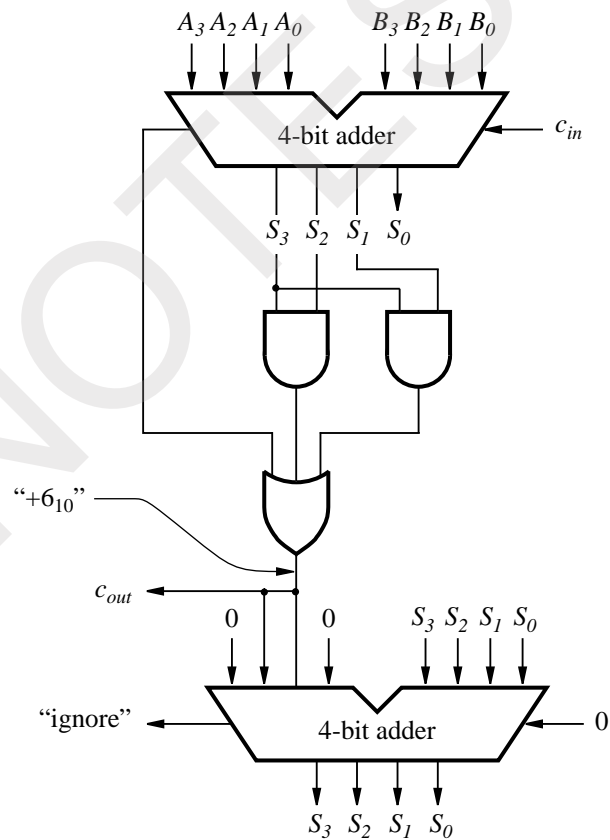 A3 A2 A1 A0 B3 B2 B1 B0
4-bit adder
cin
S3 S2 S1 S0
“+610”
cout
0 0 S3 S2 S1 S0
“ignore”
4-bit adder
0
S3 S2 S1 S0
NOTES